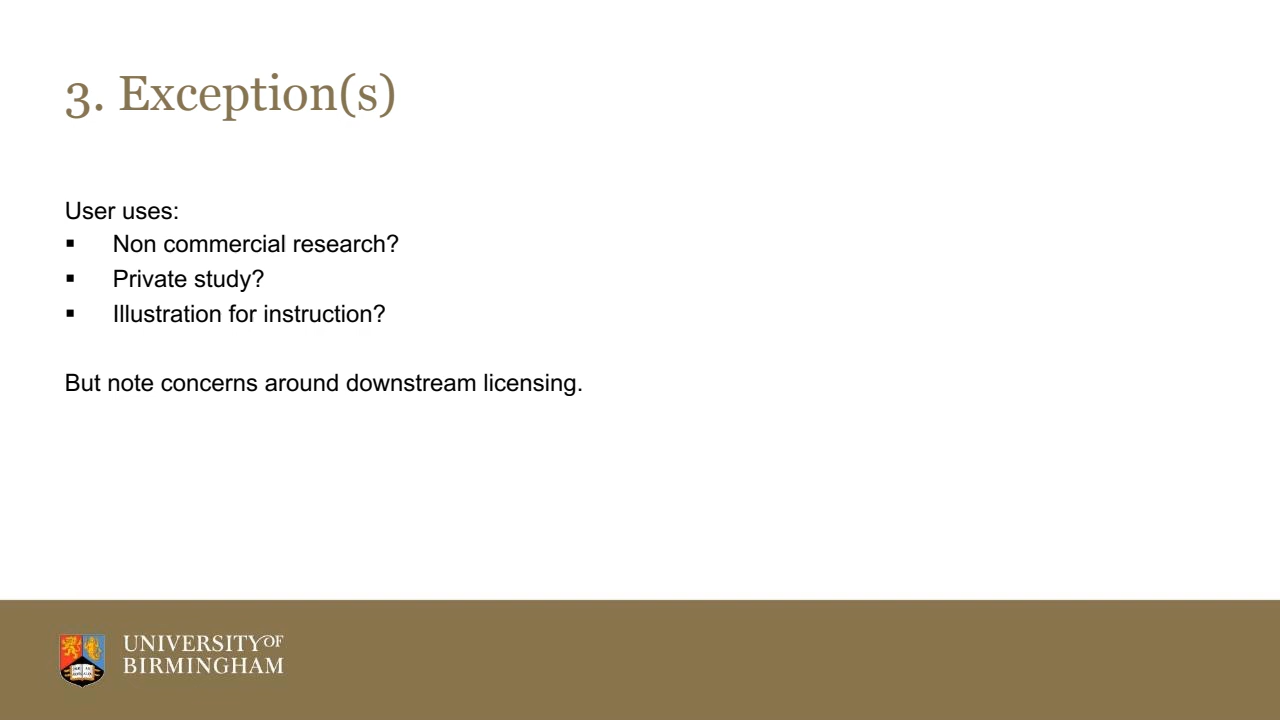 3. Exception(s)
User uses:
▪ Non commercial research?
▪ Private study?
▪ Illustration for instruction?
But note concerns around downstream licensing.
UNIVERSITY OF
BIRMINGHAM